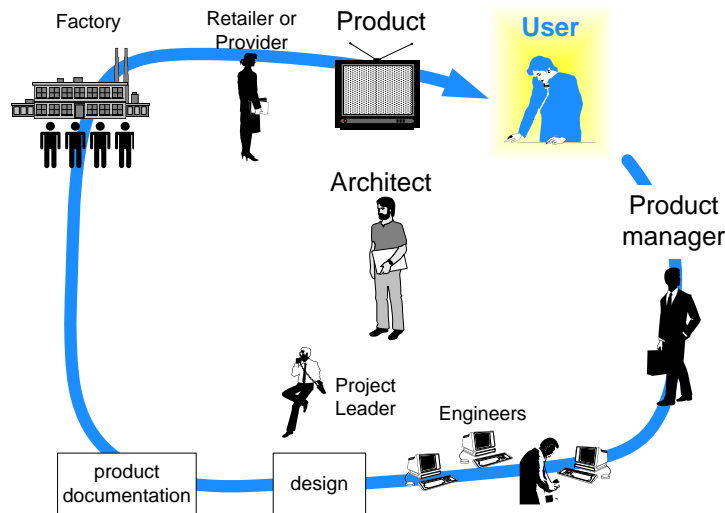 Factory
Retailer or
Provider
Product
User
Architect
Product
manager
Project
Leader
Engineers
product
documentation
design